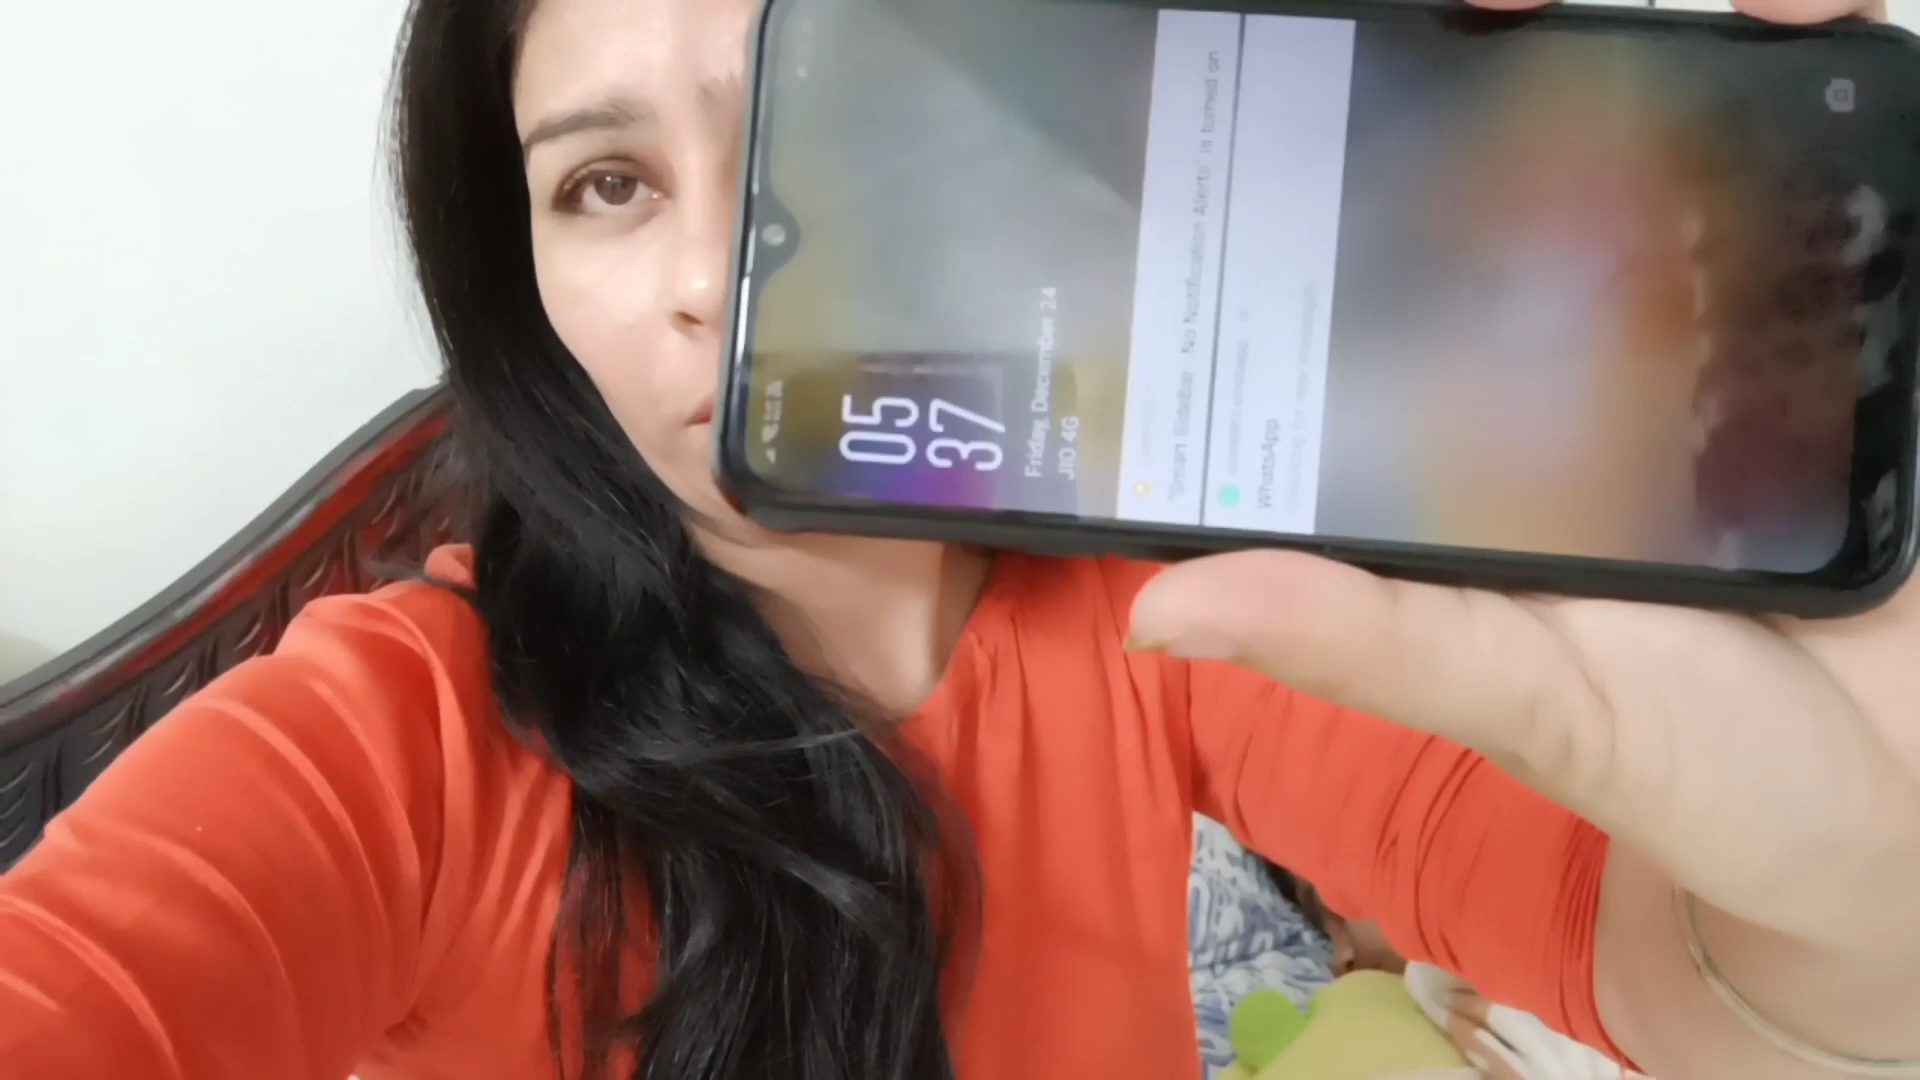 05
37
Friday, December 24
JIO 4G
"Smart Sidebar No Notification Alerts" is turned on
WhatsApp